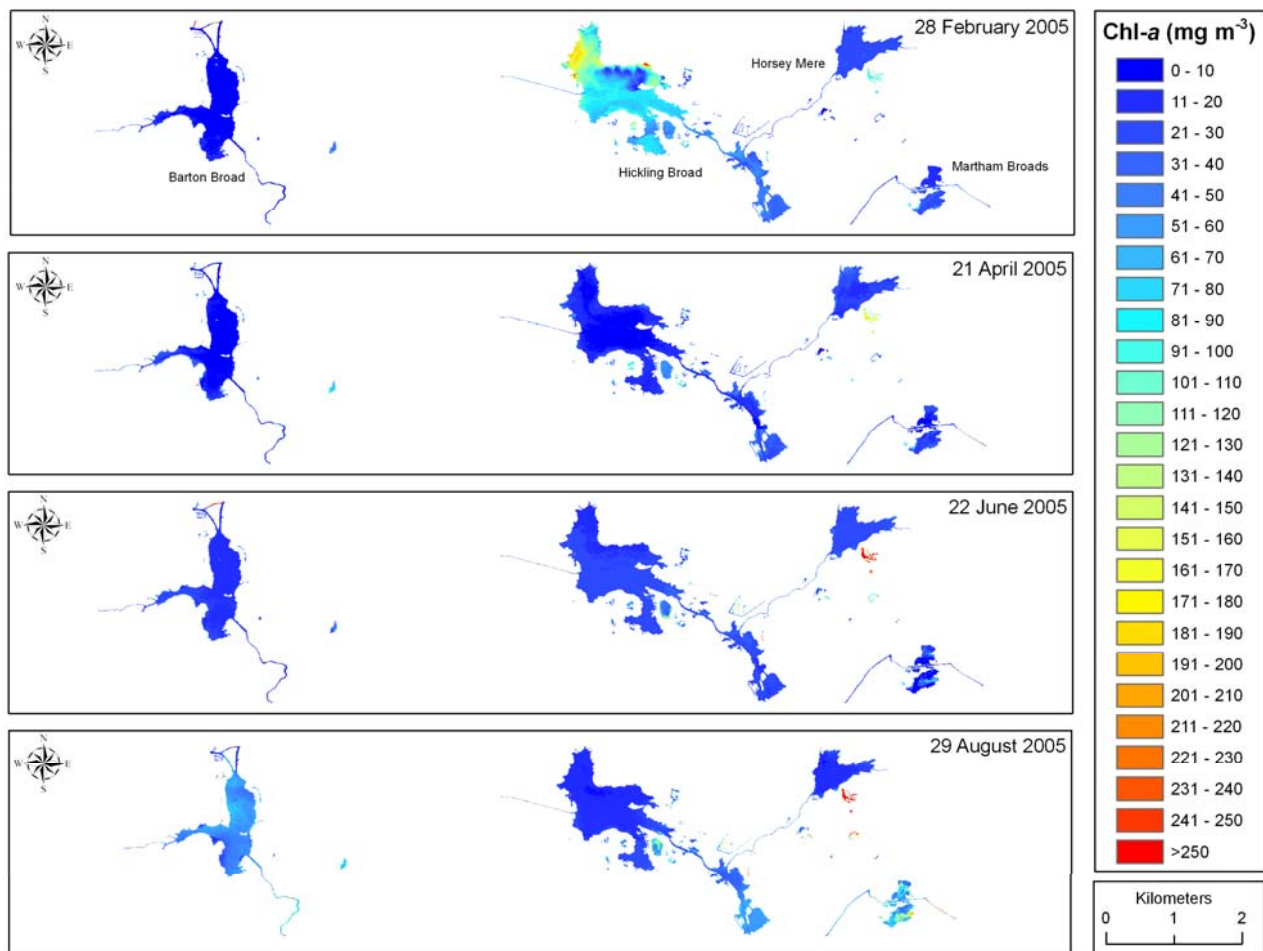 N
W E
S
28 February 2005
Horsey Mere
Barton Broad
Hickling Broad
Martham Broads
N
W E
S
21 April 2005
N
W E
S
22 June 2005
N
W E
S
29 August 2005
Chl-a (mg m-3)
0 - 10
11 - 20
21 - 30
31 - 40
41 - 50
51 - 60
61 - 70
71 - 80
81 - 90
91 - 100
101 - 110
111 - 120
121 - 130
131 - 140
141 - 150
151 - 160
161 - 170
171 - 180
181 - 190
191 - 200
201 - 210
211 - 220
221 - 230
231 - 240
241 - 250
>250
Kilometers
0 1 2